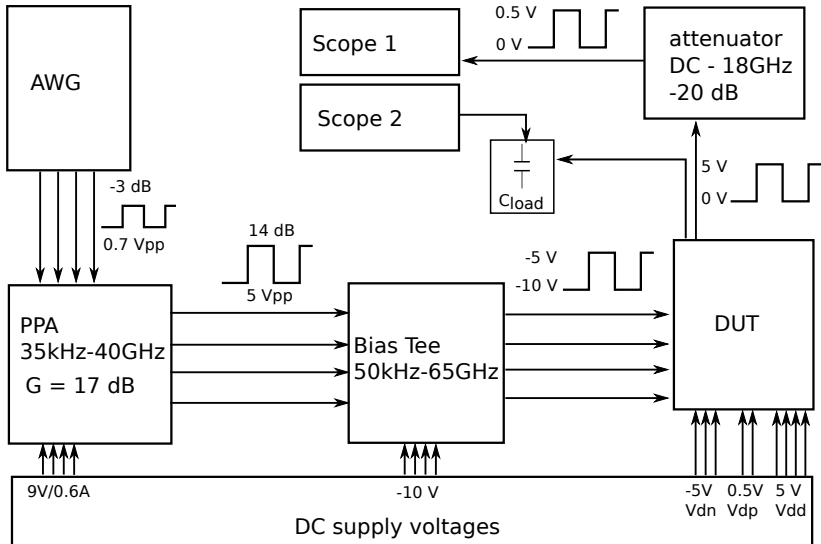 0.5 V
0 V
Scope 1
attenuator
DC - 18GHz
-20 dB
AWG
Scope 2
Cload
5 V
0 V
-3 dB
0.7 Vpp
14 dB
5 Vpp
-5 V
-10 V
PPA
35kHz-40GHz
G = 17 dB
Bias Tee
50kHz-65GHz
DUT
9V/0.6A
-10 V
-5V
Vdn
0.5V
Vdp
5 V
Vdd
DC supply voltages